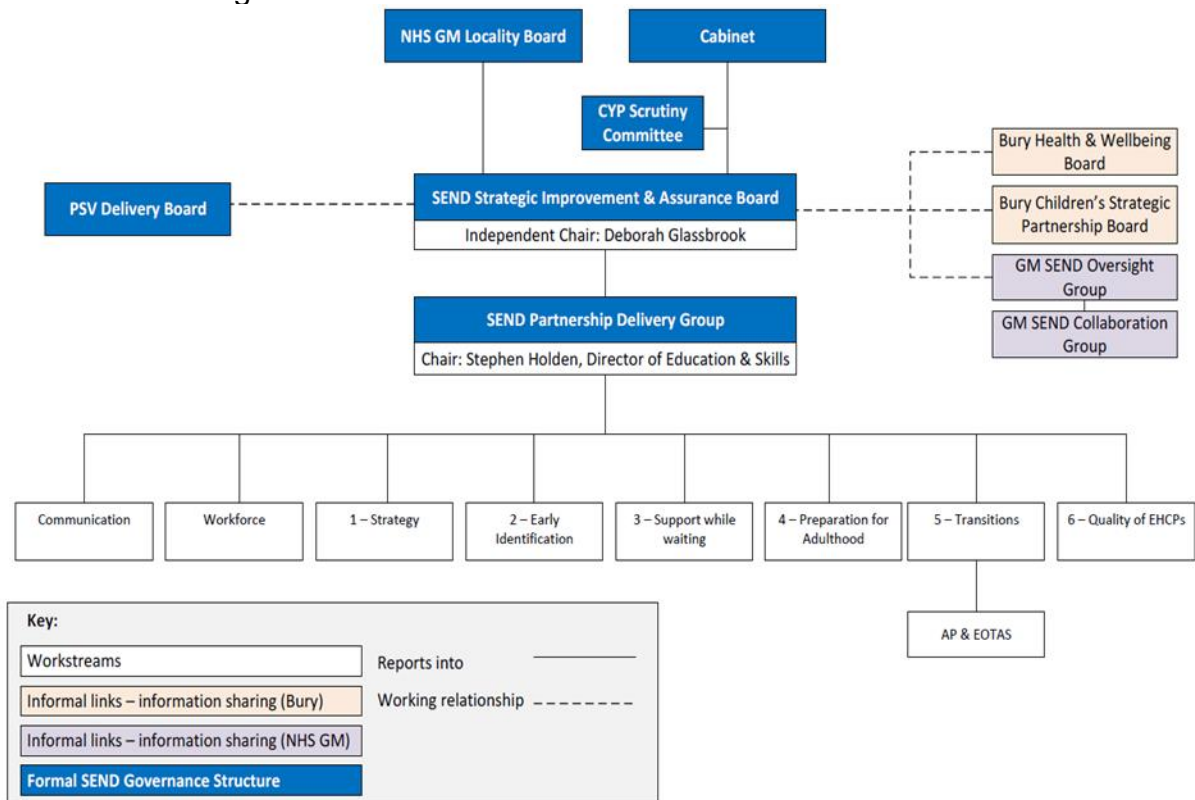 NHS GM Locality Board
Cabinet
CYP Scrutiny
Committee
Bury Health & Wellbeing
Board
PSV Delivery Board
SEND Strategic Improvement & Assurance Board
Independent Chair: Deborah Glassbrook
Bury Children's Strategic
Partnership Board
GM SEND Oversight
Group
GM SEND Collaboration
Group
SEND Partnership Delivery Group
Chair: Stephen Holden, Director of Education & Skills
Communication
Workforce
1 – Strategy
2 – Early
Identification
3 – Support while
waiting
4 – Preparation for
Adulthood
5 – Transitions
6 – Quality of EHCPs
AP & EOTAS
Key:
Workstreams
Informal links – information sharing (Bury)
Informal links – information sharing (NHS GM)
Formal SEND Governance Structure
Reports into
Working relationship